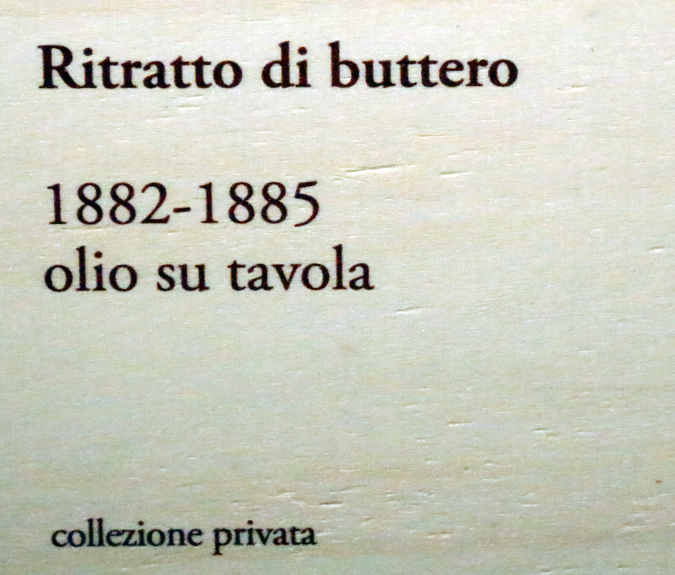 Ritratto di buttero
1882-1885
olio su tavola
collezione privata